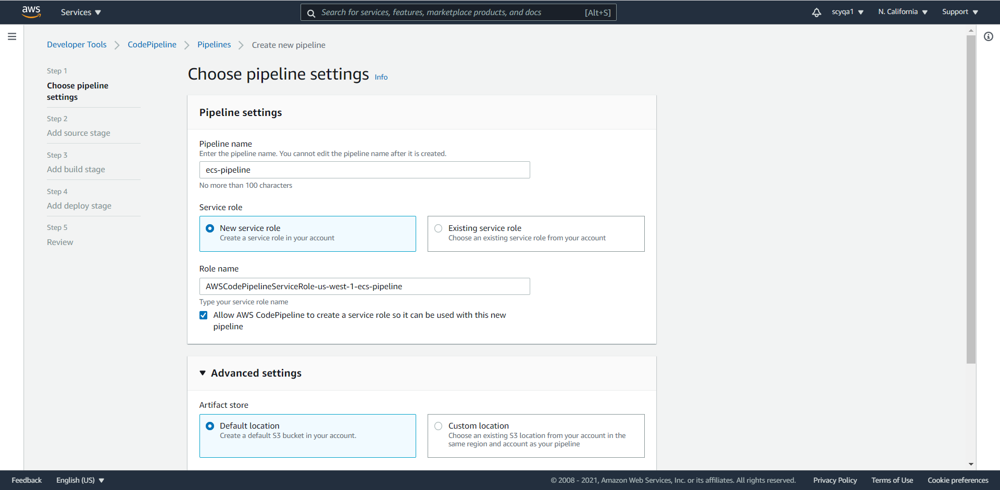 aws
Services
Search for services, features, marketplace products, and docs [Alt+S]
scyqa1
N. California
Support
Developer Tools
CodePipeline
Pipelines
Create new pipeline
Step 1
Choose pipeline
settings
Step 2
Add source stage
Step 3
Add build stage
Step 4
Add deploy stage
Step 5
Review
Choose pipeline settings Info
Pipeline settings
Pipeline name
Enter the pipeline name. You cannot edit the pipeline name after it is created.
ecs-pipeline
No more than 100 characters
Service role
New service role
Create a service role in your account
Existing service role
Choose an existing service role from your account
Role name
AWSCodePipelineServiceRole-us-west-1-ecs-pipeline
Type your service role name
Allow AWS CodePipeline to create a service role so it can be used with this new
pipeline
Advanced settings
Artifact store
Default location
Create a default S3 bucket in your account.
Custom location
Choose an existing S3 location from your account in the
same region and account as your pipeline
Feedback
English (US)
© 2008 - 2021, Amazon Web Services, Inc. or its affiliates. All rights reserved.
Privacy Policy
Terms of Use
Cookie preferences